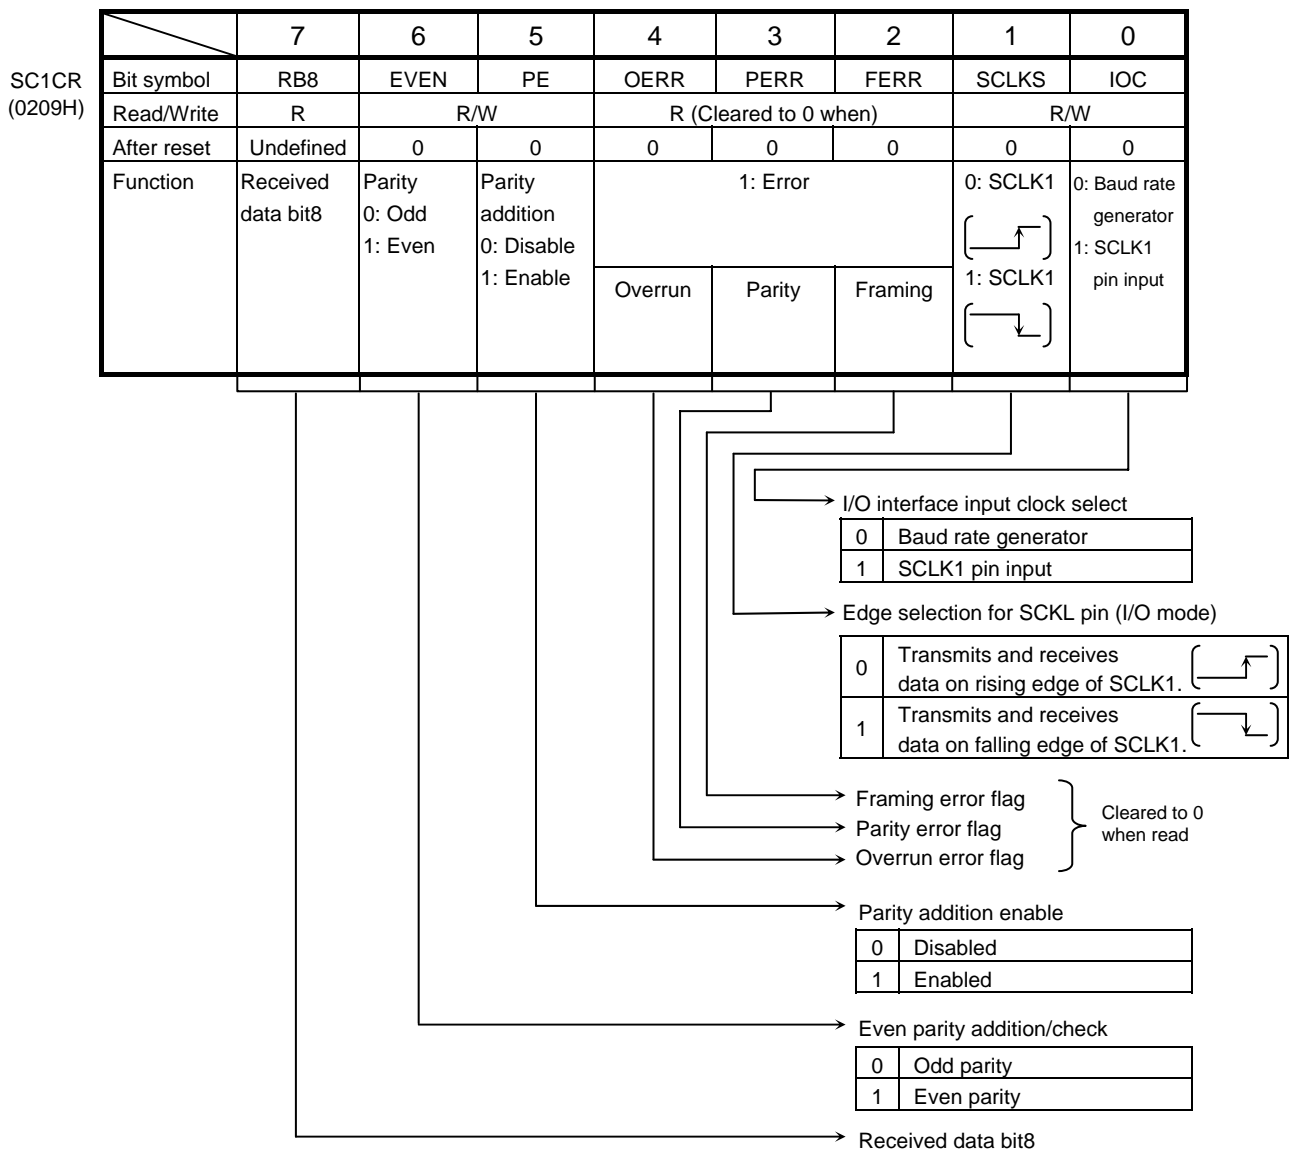 7 6 5 4 3 2 1 0
SC1CR
(0209H)
Bit symbol RB8 EVEN PE OERR PERR FERR SCLKS IOC
Read/Write R R/W R (Cleared to 0 when) R/W
After reset Undefined 0 0 0 0 0 0 0
Function
Received
data bit8
Parity
0: Odd
1: Even
Parity
addition
0: Disable
1: Enable
1: Error
Overrun Parity Framing
0: SCLK1
1: SCLK1
0: Baud rate
generator
1: SCLK1
pin input
I/O interface input clock select
0 Baud rate generator
1 SCLK1 pin input
Edge selection for SCKL pin (I/O mode)
0 Transmits and receives
data on rising edge of SCLK1.
1 Transmits and receives
data on falling edge of SCLK1.
Framing error flag
Parity error flag
Overrun error flag
Cleared to 0
when read
Parity addition enable
0 Disabled
1 Enabled
Even parity addition/check
0 Odd parity
1 Even parity
Received data bit8